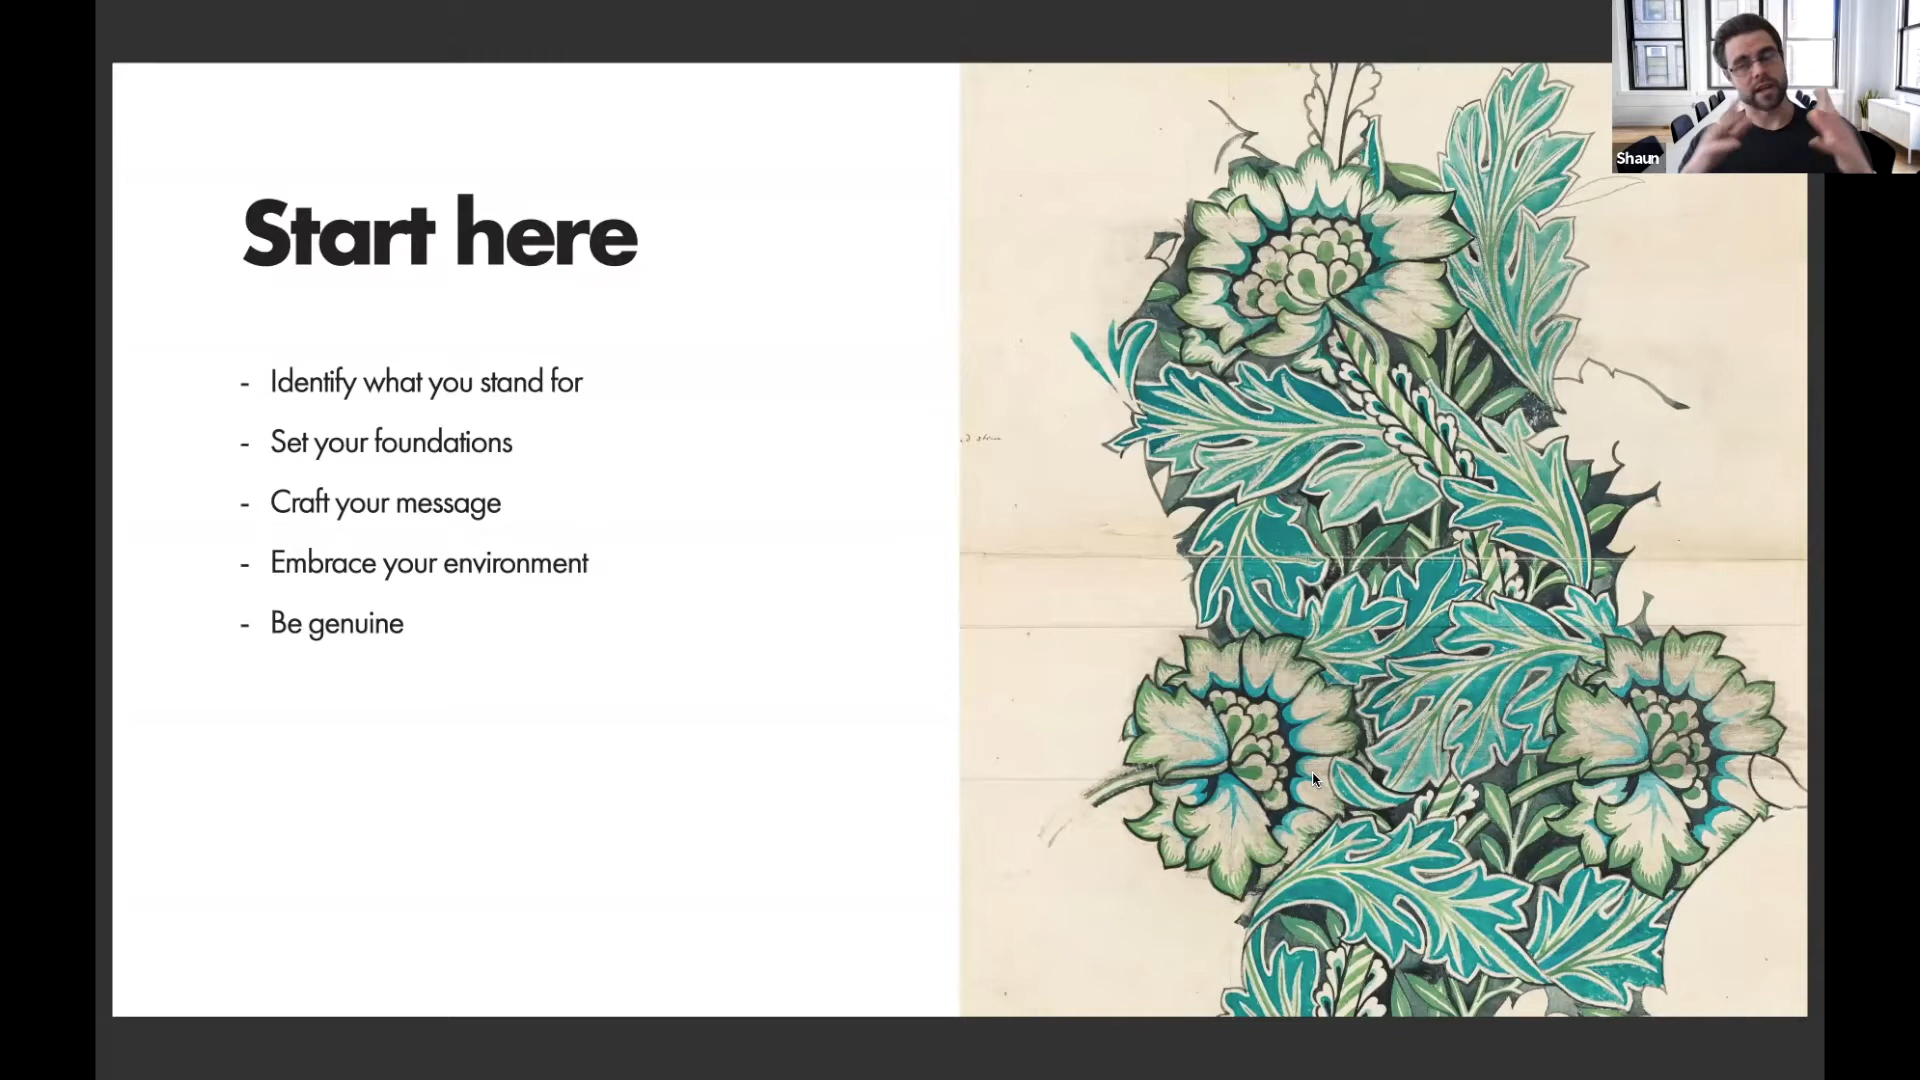 Start here
- Identify what you stand for
- Set your foundations
- Craft your message
- Embrace your environment
- Be genuine
Shaun